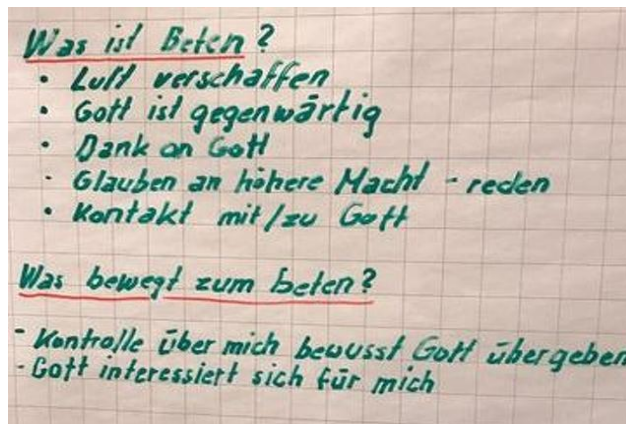 Was ist Beten?
• Luft verschaffen
• Gott ist gegenwärtig
• Dank an Gott
- Glauben an höhere Macht - reden
• Kontakt mit/zu Gott
Was bewegt zum beten?
- Kontrolle über mich bewusst Gott übergeben
- Gott interessiert sich für mich